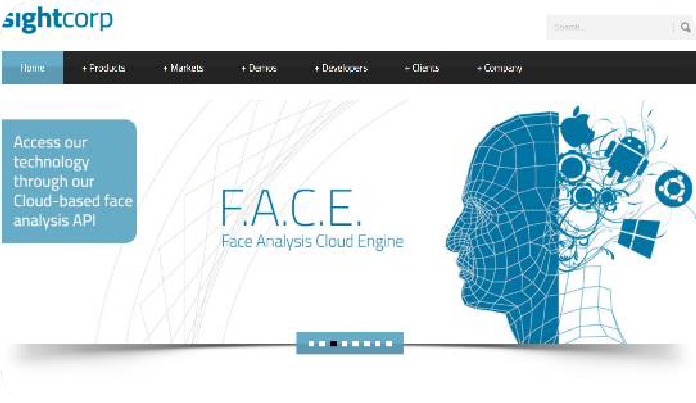 sightcorp
Search...
Home
+ Products
+ Markets
+ Demos
+ Developers
+ Clients
+ Company
Access our
technology
through our
Cloud-based face
analysis API
F.A.C.E.
Face Analysis Cloud Engine